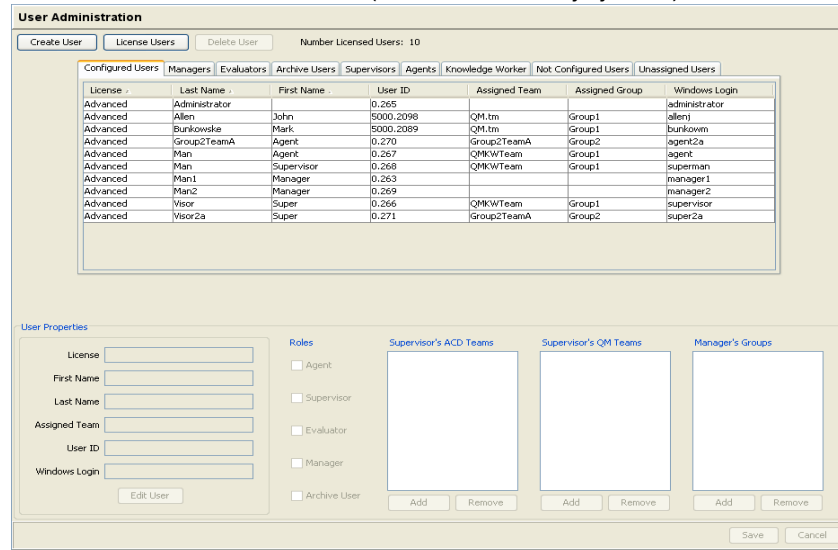 User Administration
Create User License Users Delete User Number Licensed Users: 10
Configured Users Managers Evaluators Archive Users Supervisors Agents Knowledge Worker Not Configured Users Unassigned Users
License Last Name First Name User ID Assigned Team Assigned Group Windows Login
Advanced Administrator 0.265 administrator
Advanced Allen John 5000.2098 QM.tm Group1 allenj
Advanced Bunkowske Mark 5000.2089 QM.tm Group1 bunkowm
Advanced Group2TeamA Agent 0.270 Group2TeamA Group2 agent2a
Advanced Man Agent 0.267 QMKWTeam Group1 agent
Advanced Man Supervisor 0.268 QMKWTeam Group1 superman
Advanced Man1 Manager 0.263 manager1
Advanced Man2 Manager 0.269 manager2
Advanced Visor Super 0.266 QMKWTeam Group1 supervisor
Advanced Visor2a Super 0.271 Group2TeamA Group2 super2a
User Properties
License
First Name
Last Name
Assigned Team
User ID
Windows Login
Edit User
Roles
Agent
Supervisor
Evaluator
Manager
Archive User
Supervisor's ACD Teams
Add Remove
Supervisor's QM Teams
Add Remove
Manager's Groups
Add Remove
Save Cancel